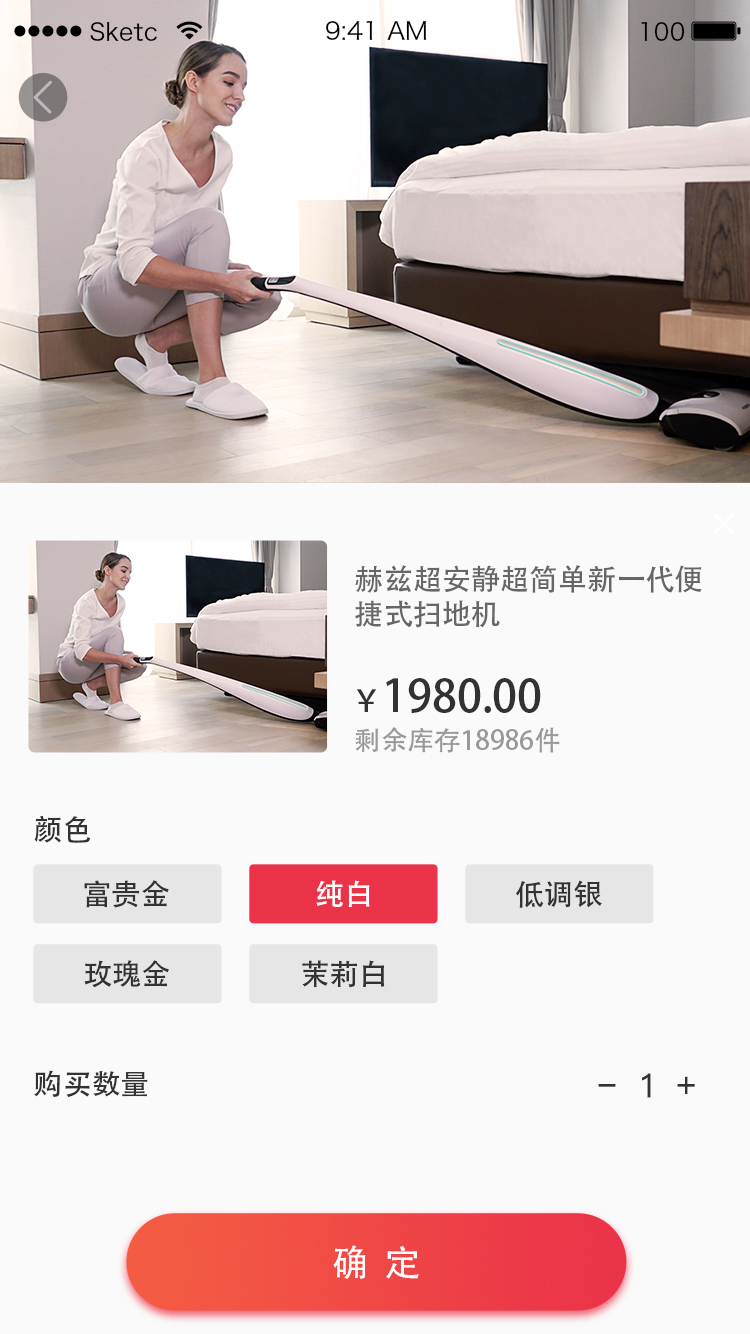 Sketc 9:41 AM 100
赫兹超安静超简单新一代便
捷式扫地机
￥1980.00
剩余库存18986件
颜色
富贵金 纯白 低调银
玫瑰金 茉莉白
购买数量 − 1 +
确 定